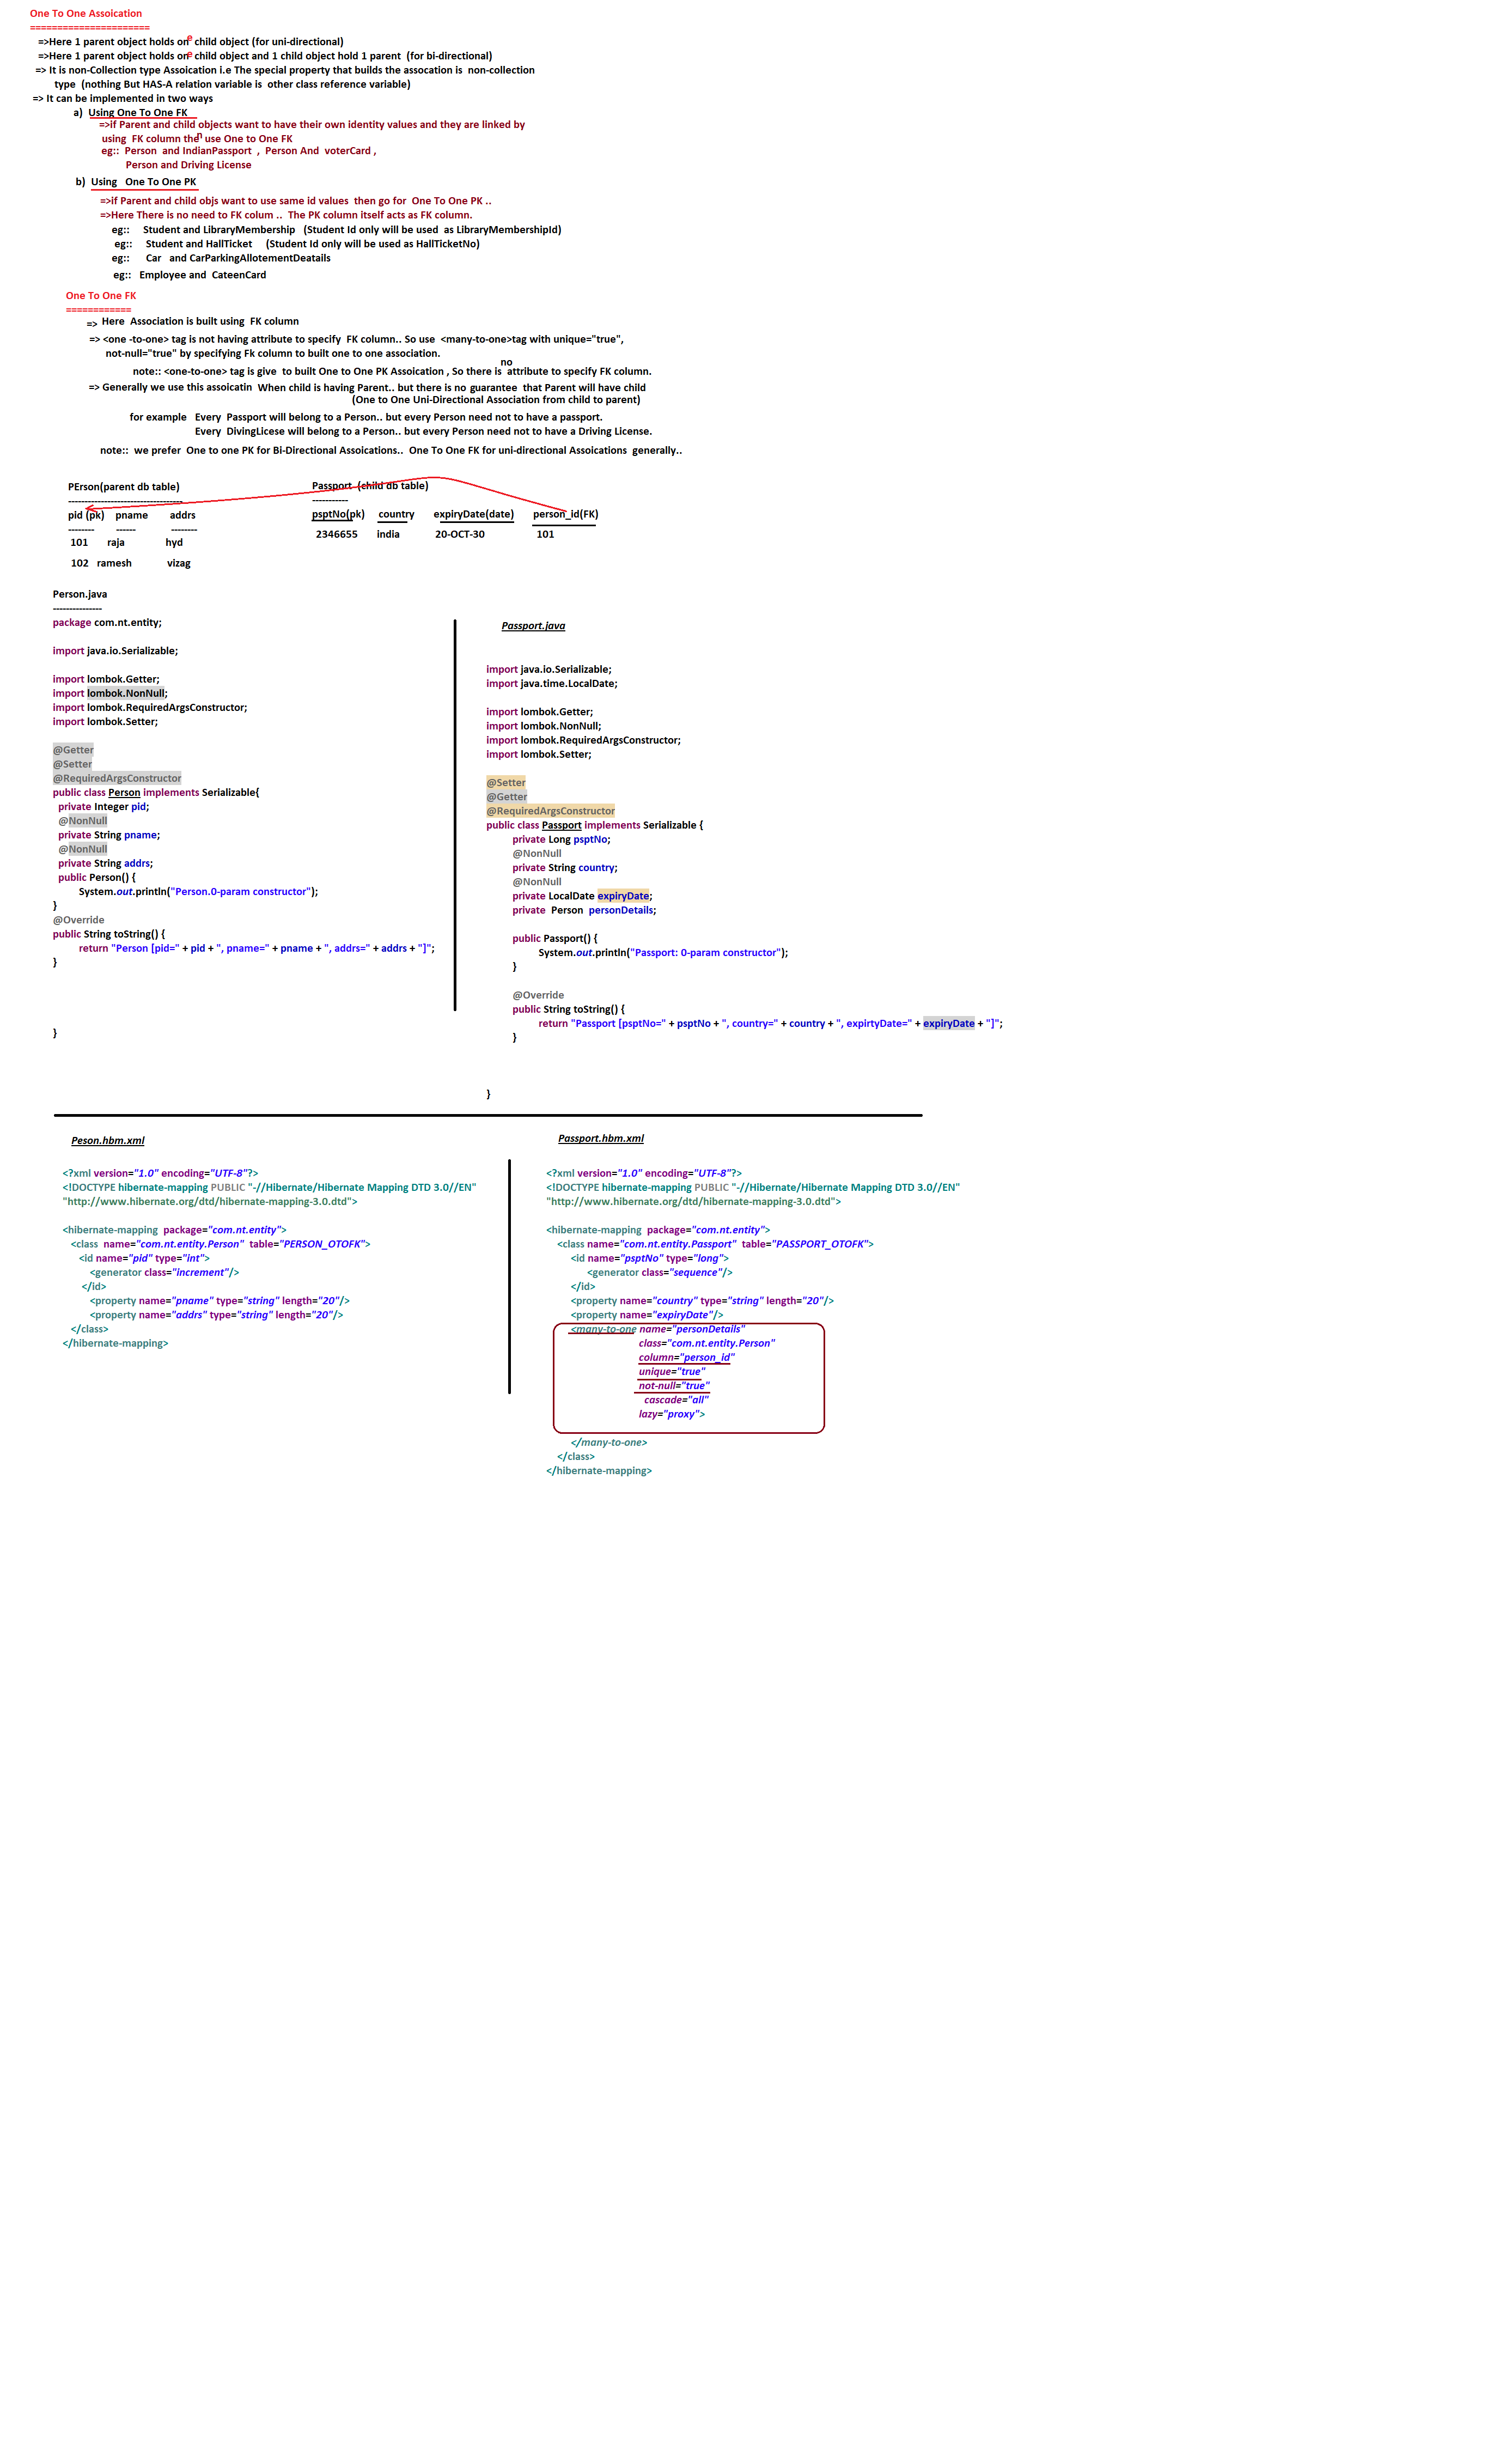 One To One Assoication
======================
=>Here 1 parent object holds one child object (for uni-directional)
=>Here 1 parent object holds one child object and 1 child object hold 1 parent (for bi-directional)
=> It is non-Collection type Assoication i.e The special property that builds the assocation is non-collection
type (nothing But HAS-A relation variable is other class reference variable)
=> It can be implemented in two ways
a) Using One To One FK
=>if Parent and child objects want to have their own identity values and they are linked by
using FK column then use One to One FK
eg:: Person and IndianPassport , Person And voterCard ,
Person and Driving License
b) Using One To One PK
=>if Parent and child objs want to use same id values then go for One To One PK ..
=>Here There is no need to FK colum .. The PK column itself acts as FK column.
eg:: Student and LibraryMembership (Student Id only will be used as LibraryMembershipId)
eg:: Student and HallTicket (Student Id only will be used as HallTicketNo)
eg:: Car and CarParkingAllotementDeatails
eg:: Employee and CateenCard
One To One FK
============
=> Here Association is built using FK column
=> <one -to-one> tag is not having attribute to specify FK column.. So use <many-to-one>tag with unique="true",
not-null="true" by specifying Fk column to built one to one association.
note:: <one-to-one> tag is give to built One to One PK Assoication , So there is no attribute to specify FK column.
=> Generally we use this assoicatin When child is having Parent.. but there is no guarantee that Parent will have child
(One to One Uni-Directional Association from child to parent)
for example Every Passport will belong to a Person.. but every Person need not to have a passport.
Every DivingLicese will belong to a Person.. but every Person need not to have a Driving License.
note:: we prefer One to one PK for Bi-Directional Assoications.. One To One FK for uni-directional Assoications generally..
PErson(parent db table)
-----------------------------------
pid (pk) pname addrs
-------- ------ --------
101 raja hyd
102 ramesh vizag
Passport (child db table)
-----------
psptNo(pk) country expiryDate(date) person_id(FK)
2346655 india 20-OCT-30 101
Person.java
---------------
package com.nt.entity;
import java.io.Serializable;
import lombok.Getter;
import lombok.NonNull;
import lombok.RequiredArgsConstructor;
import lombok.Setter;
@Getter
@Setter
@RequiredArgsConstructor
public class Person implements Serializable{
private Integer pid;
@NonNull
private String pname;
@NonNull
private String addrs;
public Person() {
System.out.println("Person.0-param constructor");
}
@Override
public String toString() {
return "Person [pid=" + pid + ", pname=" + pname + ", addrs=" + addrs + "]";
}
}
Passport.java
import java.io.Serializable;
import java.time.LocalDate;
import lombok.Getter;
import lombok.NonNull;
import lombok.RequiredArgsConstructor;
import lombok.Setter;
@Setter
@Getter
@RequiredArgsConstructor
public class Passport implements Serializable {
private Long psptNo;
@NonNull
private String country;
@NonNull
private LocalDate expiryDate;
private Person personDetails;
public Passport() {
System.out.println("Passport: 0-param constructor");
}
@Override
public String toString() {
return "Passport [psptNo=" + psptNo + ", country=" + country + ", expirtyDate=" + expiryDate + "]";
}
}
Peson.hbm.xml
<?xml version="1.0" encoding="UTF-8"?>
<!DOCTYPE hibernate-mapping PUBLIC "-//Hibernate/Hibernate Mapping DTD 3.0//EN"
"http://www.hibernate.org/dtd/hibernate-mapping-3.0.dtd">
<hibernate-mapping package="com.nt.entity">
<class name="com.nt.entity.Person" table="PERSON_OTOFK">
<id name="pid" type="int">
<generator class="increment"/>
</id>
<property name="pname" type="string" length="20"/>
<property name="addrs" type="string" length="20"/>
</class>
</hibernate-mapping>
Passport.hbm.xml
<?xml version="1.0" encoding="UTF-8"?>
<!DOCTYPE hibernate-mapping PUBLIC "-//Hibernate/Hibernate Mapping DTD 3.0//EN"
"http://www.hibernate.org/dtd/hibernate-mapping-3.0.dtd">
<hibernate-mapping package="com.nt.entity">
<class name="com.nt.entity.Passport" table="PASSPORT_OTOFK">
<id name="psptNo" type="long">
<generator class="sequence"/>
</id>
<property name="country" type="string" length="20"/>
<property name="expiryDate"/>
<many-to-one name="personDetails"
class="com.nt.entity.Person"
column="person_id"
unique="true"
not-null="true"
cascade="all"
lazy="proxy">
</many-to-one>
</class>
</hibernate-mapping>